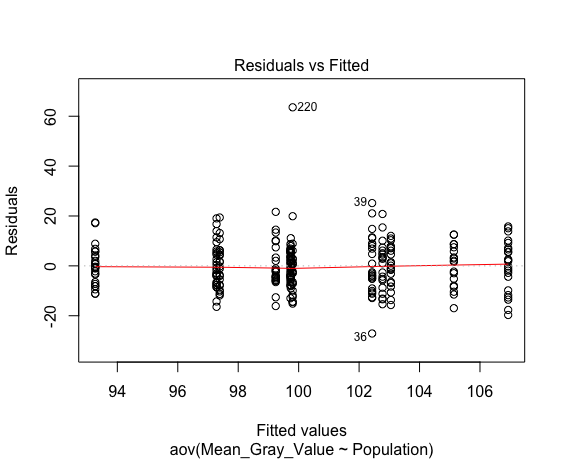 Residuals vs Fitted
220
39
36
60
40
20
0
-20
Residuals
94 96 98 100 102 104 106
Fitted values
aov(Mean_Gray_Value ~ Population)